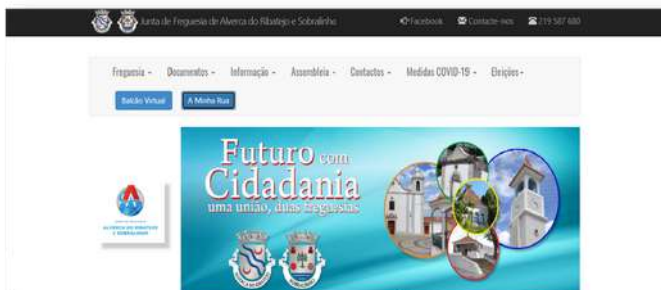 Junta de Freguesia de Alverca do Ribatejo e Sobralinho
Facebook Contacte-nos 219 587 680
Freguesia Documentos Informação Assembleia Contactos Medidas COVID-19 Eleições
Balcão Virtual A Minha Rua
Futuro com
Cidadania
uma união, duas freguesias
ALVERCA DO RIBATEJO
E SOBRALINHO